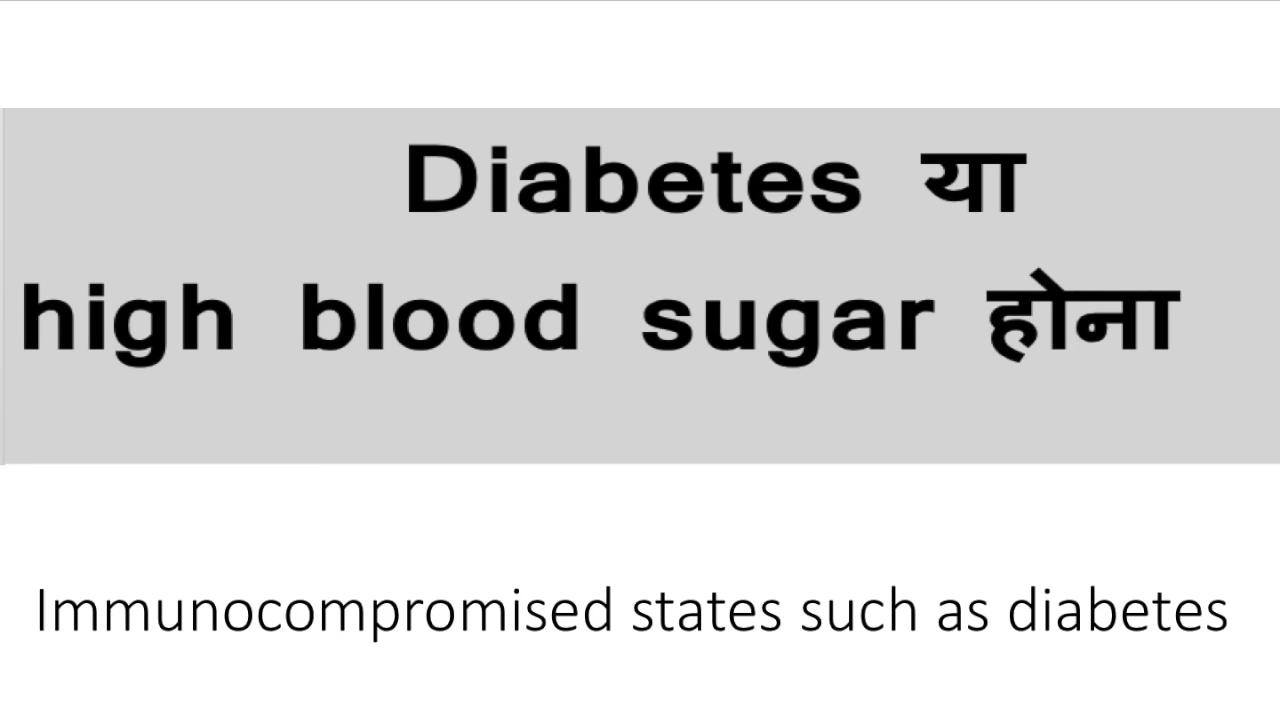 Diabetes या
high blood sugar होना
Immunocompromised states such as diabetes